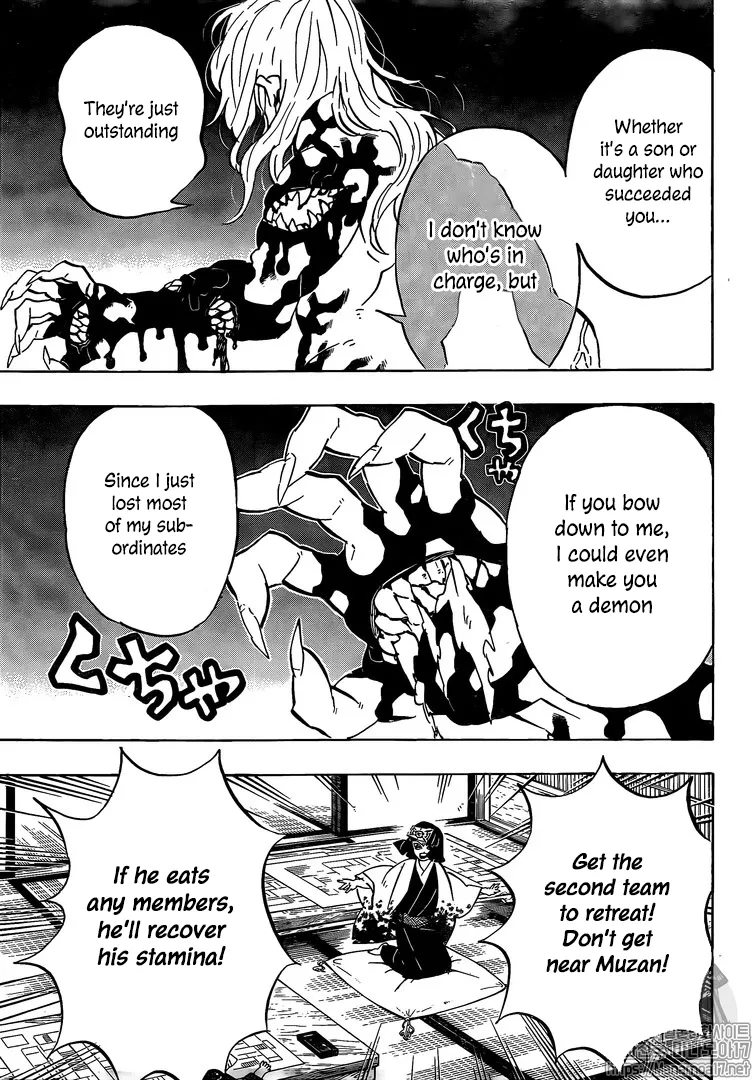 Whether
it's a son or
daughter who
succeeded
you...
I don't know
who's in
charge, but
They're just
outstanding
If you bow
down to me,
I could even
make you
a demon
くちゃ
Since I just
lost most
of my sub-
ordinates
くちゃ
Get the
second team
to retreat!
Don't get
near Muzan!
If he eats
any members,
he'll recover
his stamina!